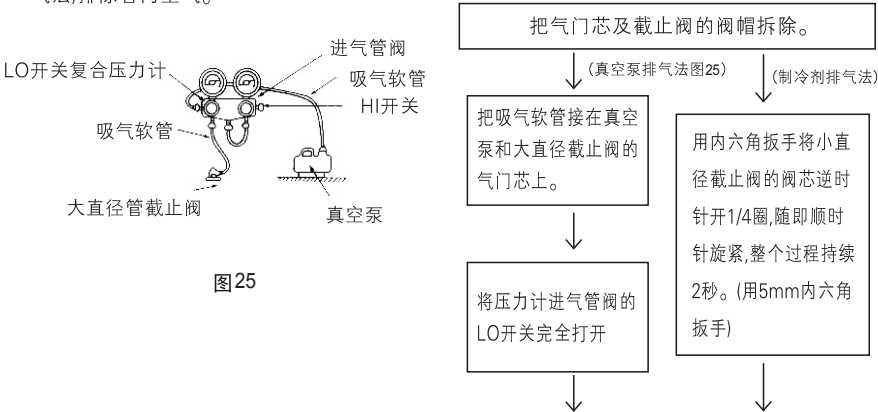 进气管阀
LO开关复合压力计
吸气软管
HI开关
吸气软管
大直径管截止阀
真空泵
图25
把气门芯及截止阀的阀帽拆除。
(真空泵排气法图25)
(制冷剂排气法)
把吸气软管接在真空
泵和大直径截止阀的
气门芯上。
将压力计进气管阀的
LO开关完全打开
用内六角扳手将小直
径截止阀的阀芯逆时
针开1/4圈,随即顺时
针旋紧,整个过程持续
2秒。(用5mm内六角
扳手)